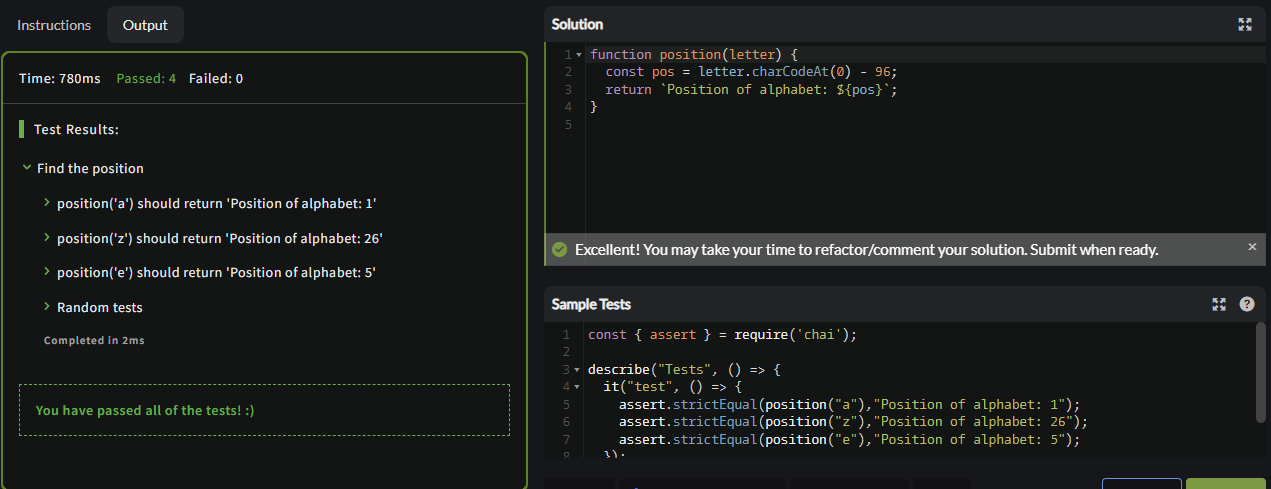 Instructions
Output
Time: 780ms Passed: 4 Failed: 0
Test Results:
Find the position
position('a') should return 'Position of alphabet: 1'
position('z') should return 'Position of alphabet: 26'
position('e') should return 'Position of alphabet: 5'
Random tests
Completed in 2ms
You have passed all of the tests! :)
Solution
1 function position(letter) {
2 const pos = letter.charCodeAt(0) - 96;
3 return `Position of alphabet: ${pos}`;
4 }
5
Excellent! You may take your time to refactor/comment your solution. Submit when ready.
Sample Tests
1 const { assert } = require('chai');
2
3 describe("Tests", () => {
4 it("test", () => {
5 assert.strictEqual(position("a"),"Position of alphabet: 1");
6 assert.strictEqual(position("z"),"Position of alphabet: 26");
7 assert.strictEqual(position("e"),"Position of alphabet: 5");
8 });